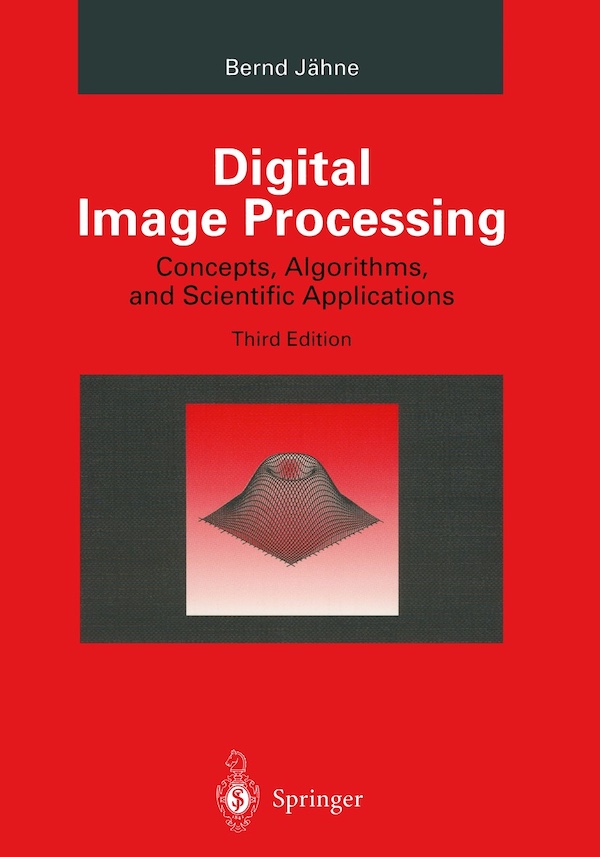 Bernd Jähne
Digital
Image Processing
Concepts, Algorithms,
and Scientific Applications
Third Edition
Springer